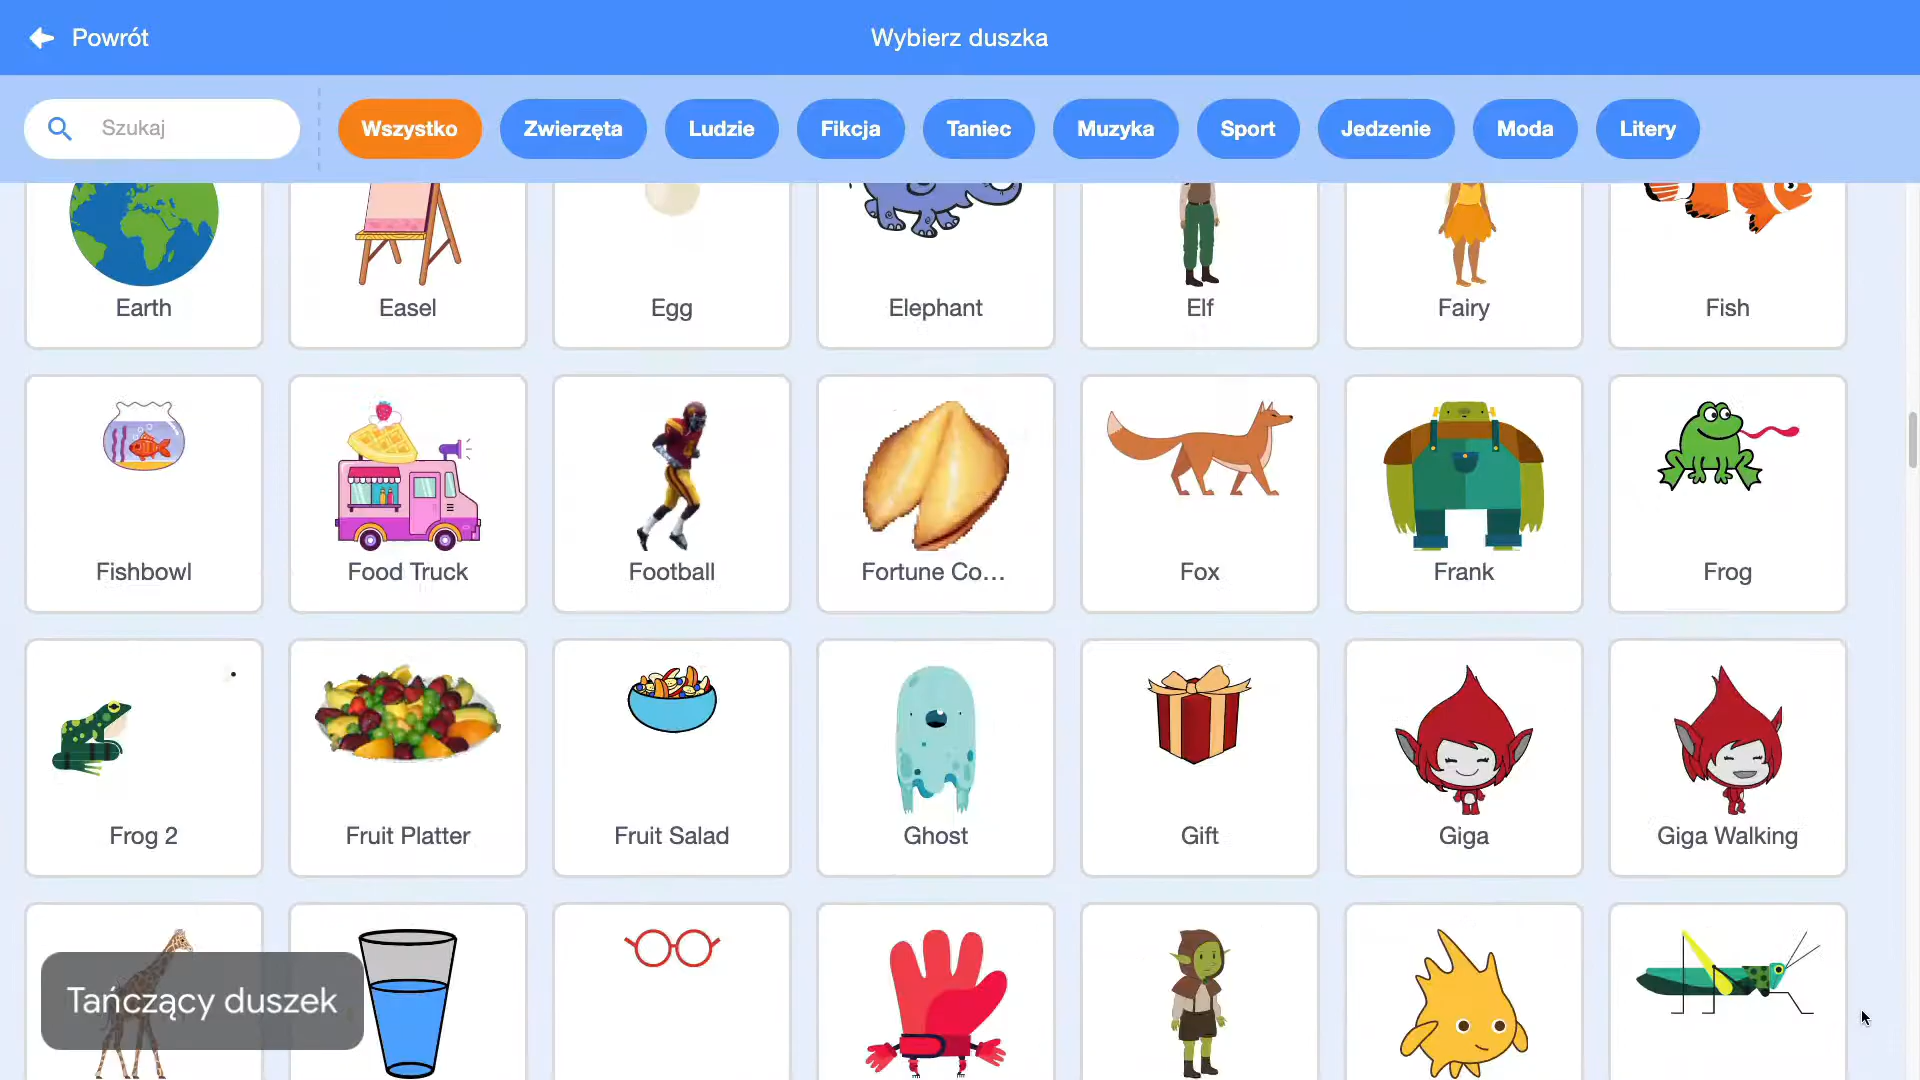 Powrót
Wybierz duszka
Szukaj
Wszystko
Zwierzęta
Ludzie
Fikcja
Taniec
Muzyka
Sport
Jedzenie
Moda
Litery
Earth
Easel
Egg
Elephant
Elf
Fairy
Fish
Fishbowl
Food Truck
Football
Fortune Co...
Fox
Frank
Frog
Frog 2
Fruit Platter
Fruit Salad
Ghost
Gift
Giga
Giga Walking
Tańczący duszek